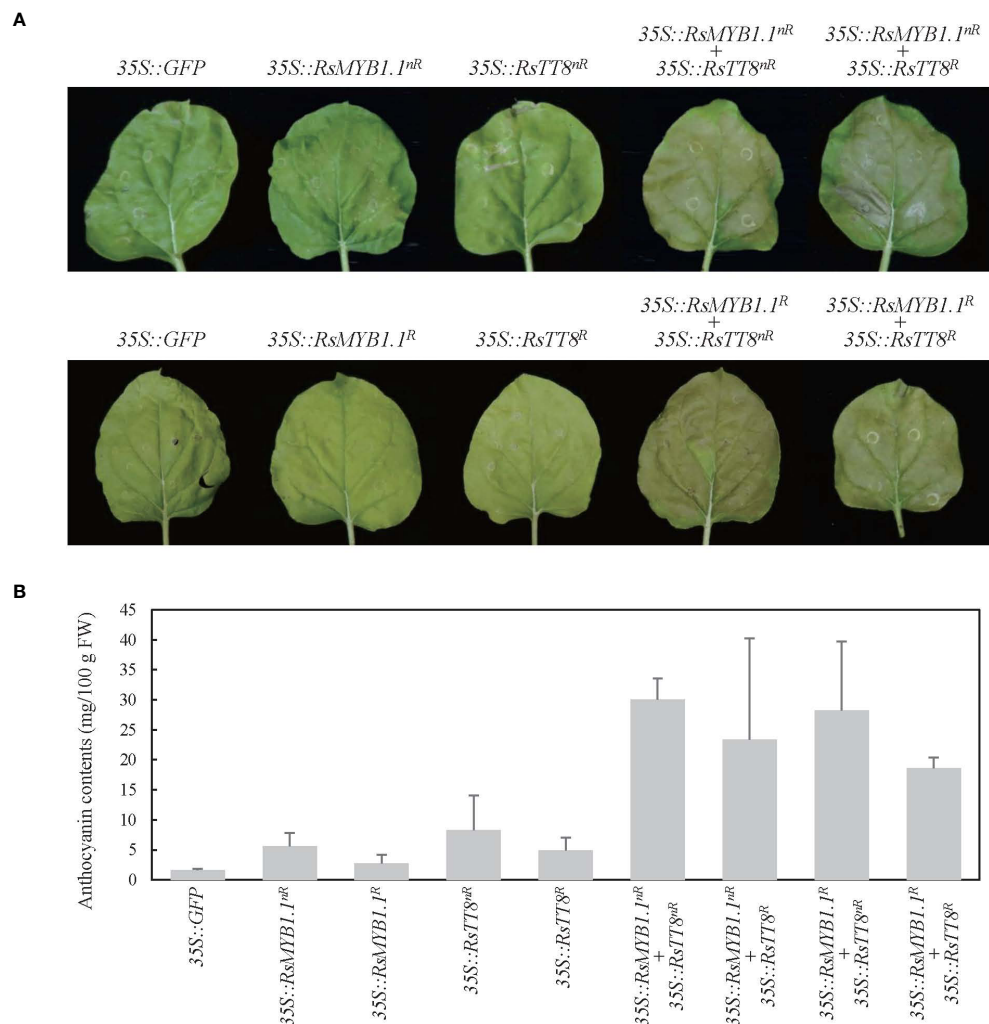 A
35S::GFP
35S::RsMYB1.1nR
35S::RsTT8nR
35S::RsMYB1.1nR
+
35S::RsTT8nR
35S::RsMYB1.1nR
+
35S::RsTT8R
35S::GFP
35S::RsMYB1.1R
35S::RsTT8R
35S::RsMYB1.1R
+
35S::RsTT8nR
35S::RsMYB1.1R
+
35S::RsTT8R
B
Anthocyanin contents (mg/100 g FW)
45
40
35
30
25
20
15
10
5
0
35S::GFP
35S::RsMYB1.1nR
35S::RsMYB1.1R
35S::RsTT8nR
35S::RsTT8R
35S::RsMYB1.1nR
+
35S::RsTT8nR
35S::RsMYB1.1nR
+
35S::RsTT8R
35S::RsMYB1.1R
+
35S::RsTT8nR
35S::RsMYB1.1R
+
35S::RsTT8R